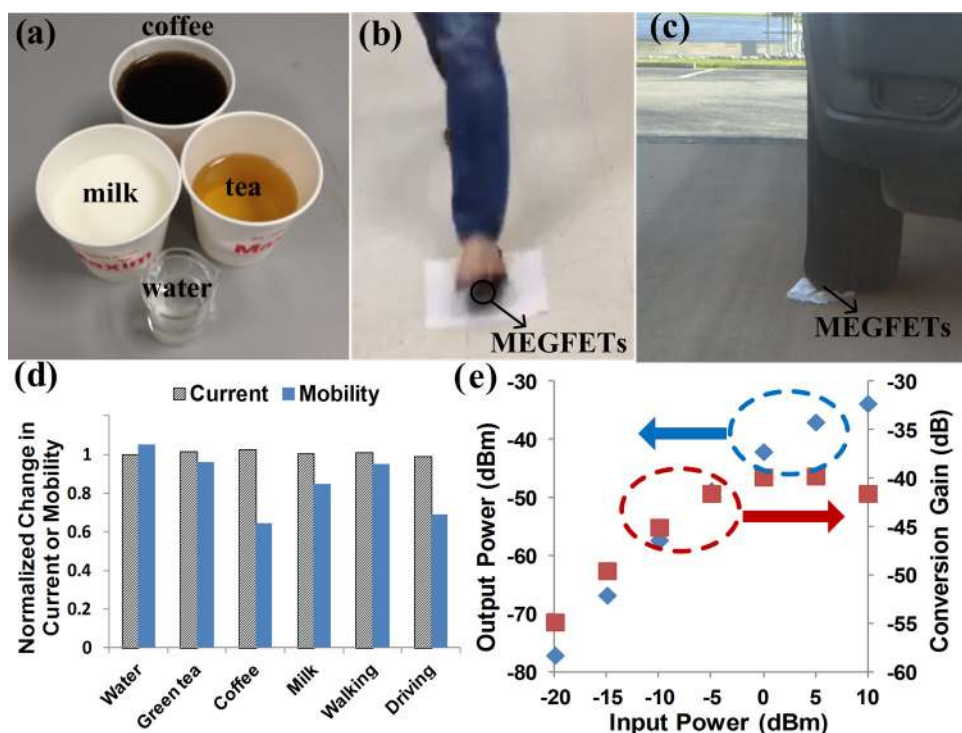 (a)
coffee
milk
tea
water
Maxim
(b)
MEGFETs
(c)
MEGFETs
(d)
Current Mobility
Normalized Change in
Current or Mobility
1
0.8
0.6
0.4
0.2
0
Water
Green tea
Coffee
Milk
Walking
Driving
(e)
Output Power (dBm)
-30
-40
-50
-60
-70
-80
-20
-15
-10
-5
0
5
10
Input Power (dBm)
-30
-35
-40
-45
-50
-55
-60
Conversion Gain (dB)